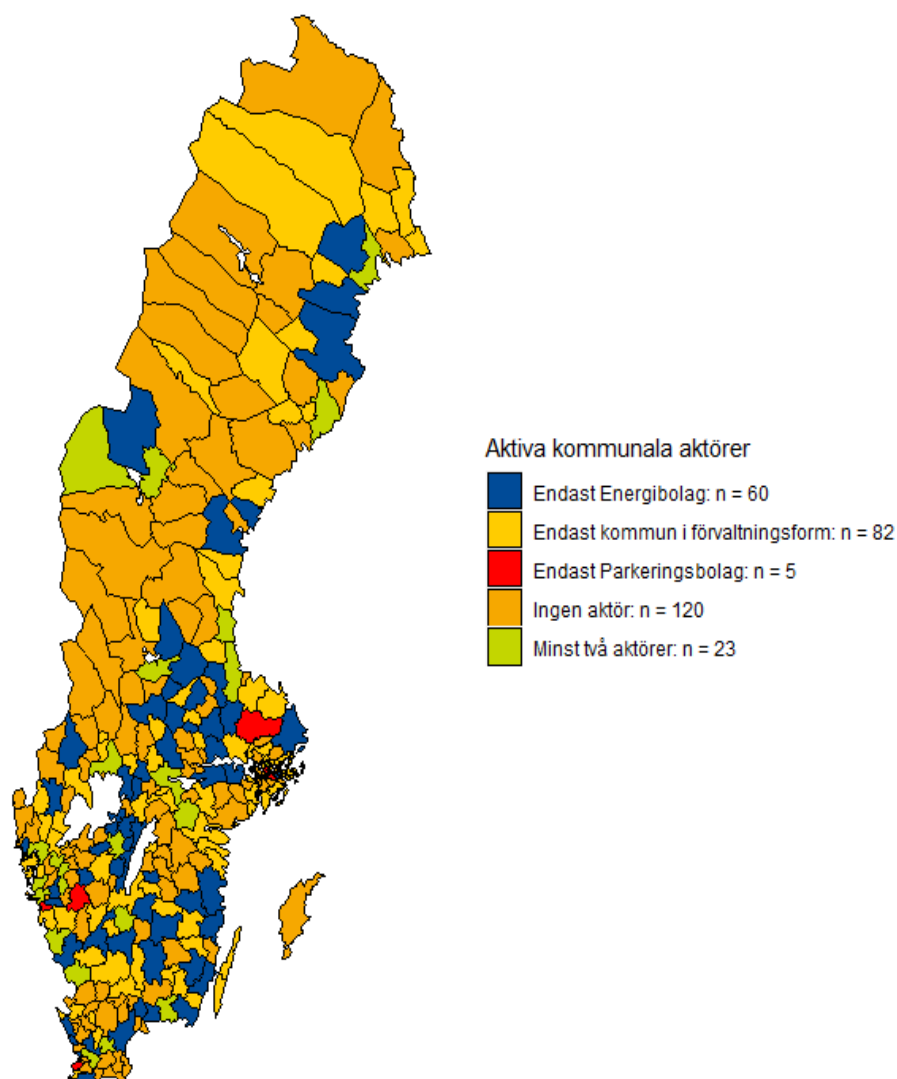 Aktiva kommunala aktörer
Endast Energibolag: n = 60
Endast kommun i förvaltningsform: n = 82
Endast Parkeringsbolag: n = 5
Ingen aktör: n = 120
Minst två aktörer: n = 23